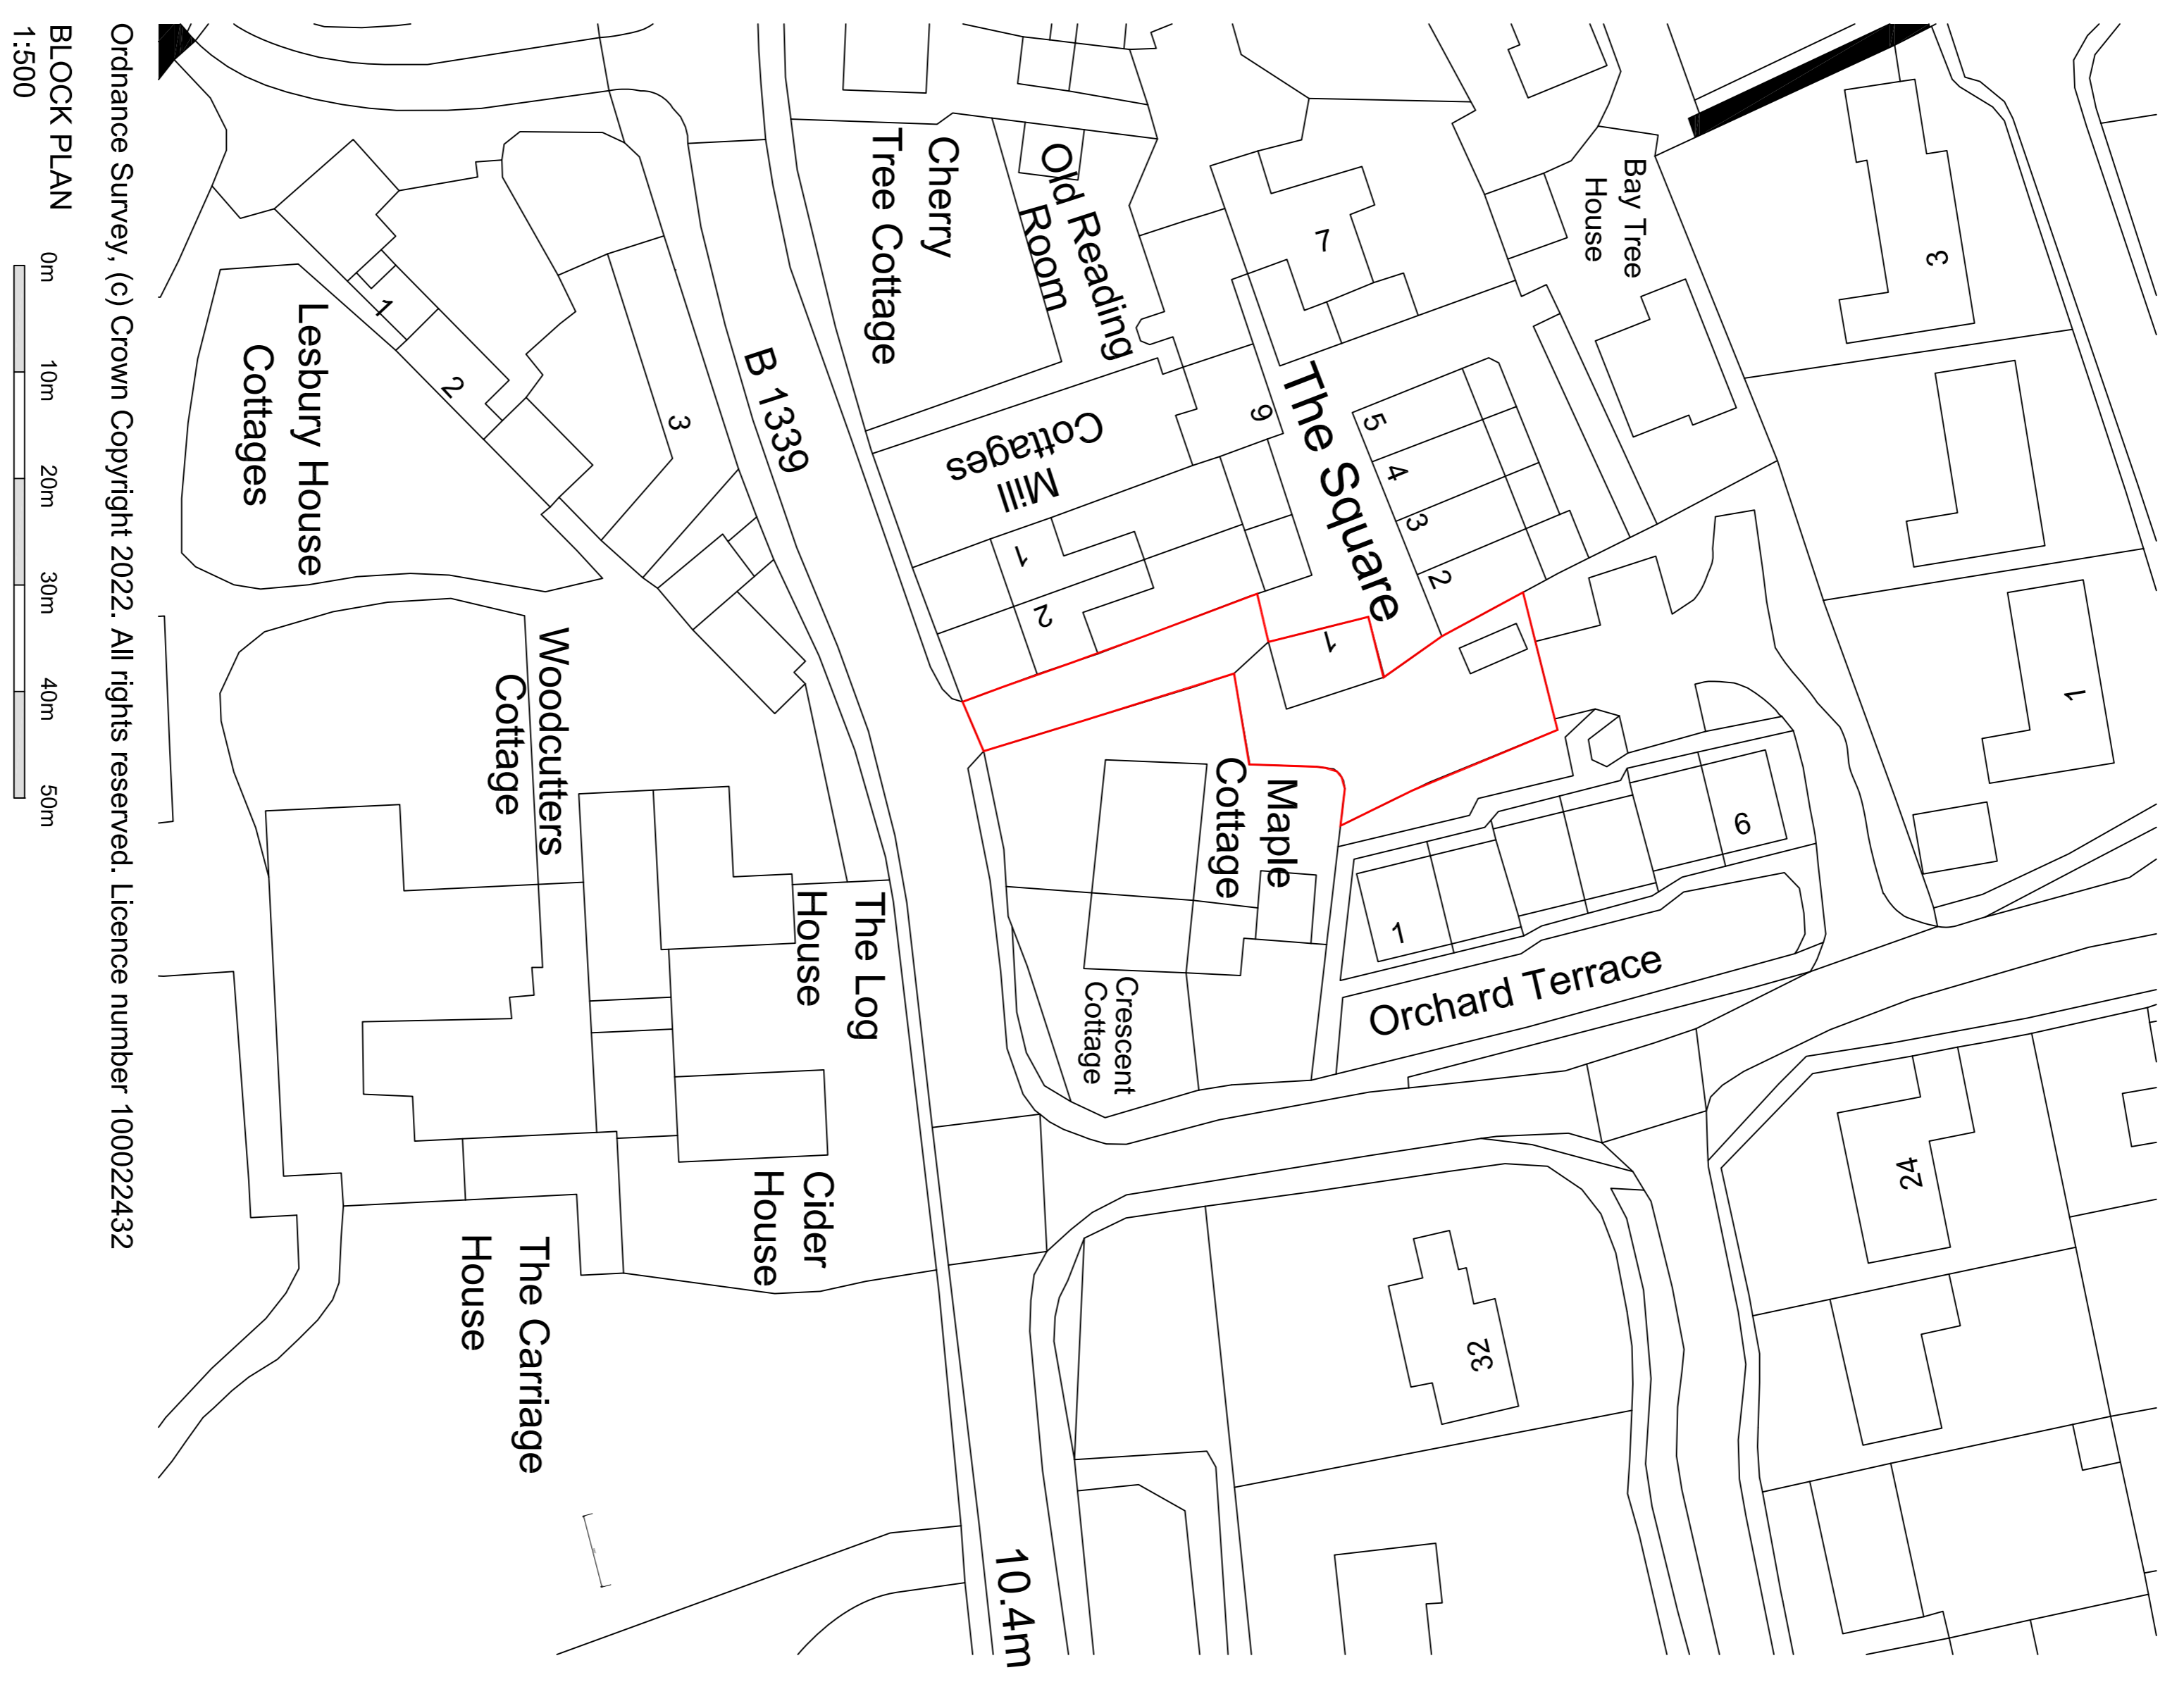 BLOCK PLAN
1:500
0m 10m 20m 30m 40m 50m
Ordnance Survey, (c) Crown Copyright 2022. All rights reserved. Licence number 100022432
3
Bay Tree
House
7
The Square
5
4
3
2
1
9
Old Reading
Room
Cherry
Tree Cottage
Mill
Cottages
1
2
B 1339
3
1
2
Lesbury House
Cottages
1
6
1
Orchard Terrace
Maple
Cottage
Crescent
Cottage
Woodcutters
Cottage
The Log
House
Cider
House
The Carriage
House
24
32
10.4m